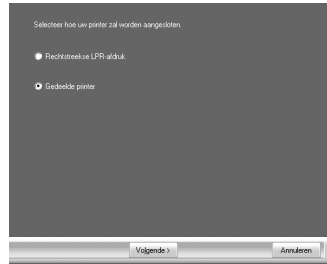 Selecteer hoe uw printer zal worden aangesloten.
Rechtstreekse LPR-afdruk
Gedeelde printer
Volgende >
Annuleren